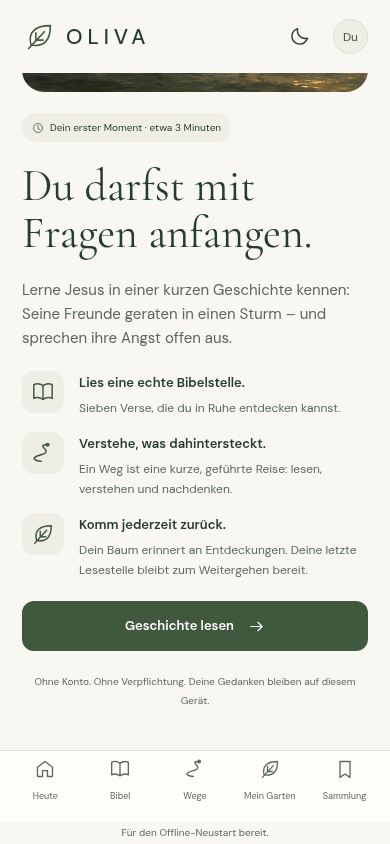 OLIVA
Du
Dein erster Moment · etwa 3 Minuten
Du darfst mit
Fragen anfangen.
Lerne Jesus in einer kurzen Geschichte kennen:
Seine Freunde geraten in einen Sturm – und
sprechen ihre Angst offen aus.
Lies eine echte Bibelstelle.
Sieben Verse, die du in Ruhe entdecken kannst.
Verstehe, was dahintersteckt.
Ein Weg ist eine kurze, geführte Reise: lesen,
verstehen und nachdenken.
Komm jederzeit zurück.
Dein Baum erinnert an Entdeckungen. Deine letzte
Lesestelle bleibt zum Weitergehen bereit.
Geschichte lesen
Ohne Konto. Ohne Verpflichtung. Deine Gedanken bleiben auf diesem
Gerät.
Heute
Bibel
Wege
Mein Garten
Sammlung
Für den Offline-Neustart bereit.